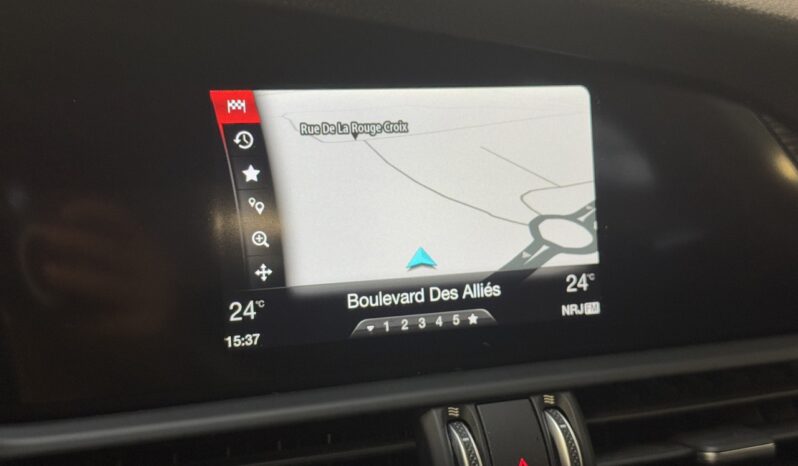 Rue De La Rouge Croix
Boulevard Des Alliés
24°C
24°C
1 2 3 4 5
15:37
NRJ FM